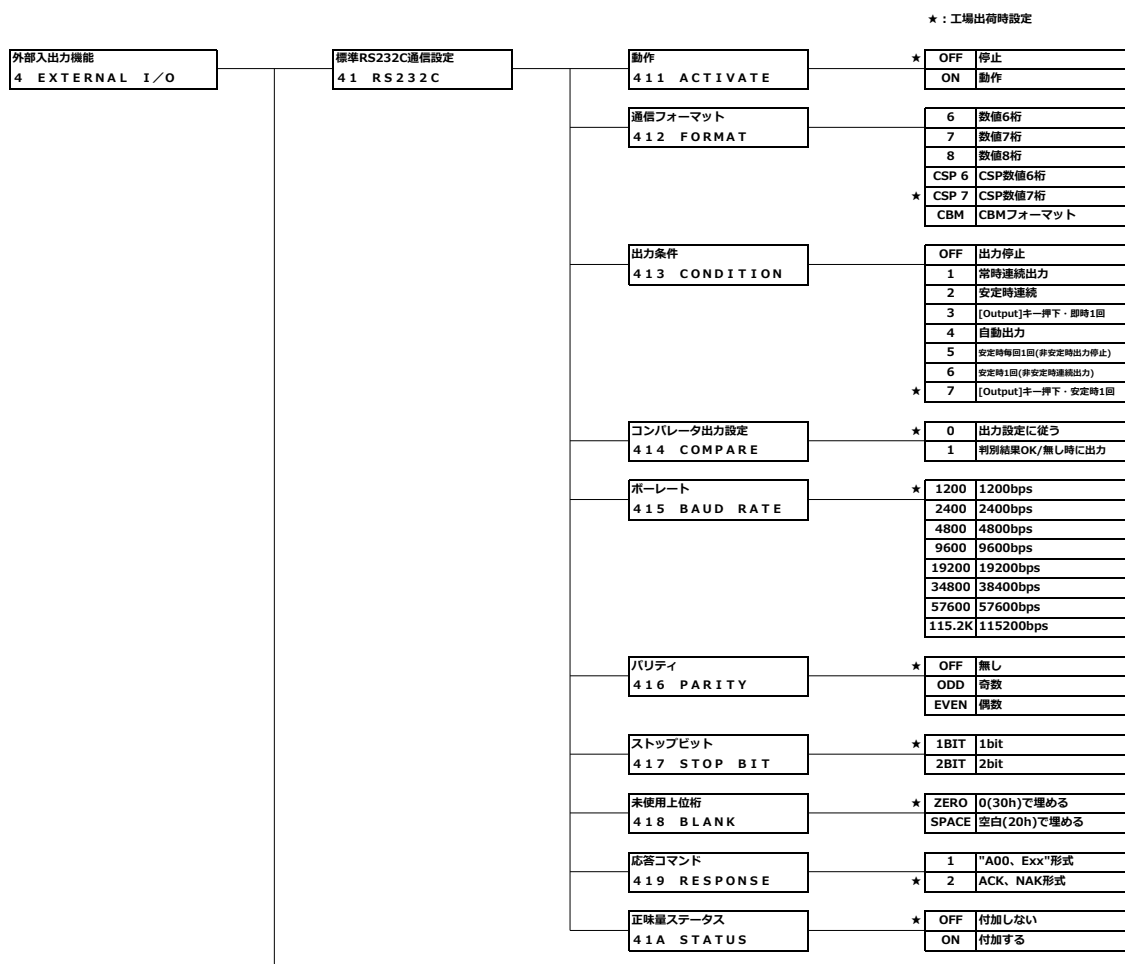 ★：工場出荷時設定
外部入出力機能
4 EXTERNAL I／O
標準RS232C通信設定
41 RS232C
動作
411 ACTIVATE
★ OFF 停止
ON 動作
通信フォーマット
412 FORMAT
6 数値6桁
7 数値7桁
8 数値8桁
CSP 6 CSP数値6桁
★ CSP 7 CSP数値7桁
CBM CBMフォーマット
出力条件
413 CONDITION
OFF 出力停止
1 常時連続出力
2 安定時連続
3 [Output]キー押下・即時1回
4 自動出力
5 安定時毎回1回(非安定時出力停止)
6 安定時1回(非安定時連続出力)
★ 7 [Output]キー押下・安定時1回
コンパレータ出力設定
414 COMPARE
★ 0 出力設定に従う
1 判別結果OK/無し時に出力
ボーレート
415 BAUD RATE
★ 1200 1200bps
2400 2400bps
4800 4800bps
9600 9600bps
19200 19200bps
34800 38400bps
57600 57600bps
115.2K 115200bps
パリティ
416 PARITY
★ OFF 無し
ODD 奇数
EVEN 偶数
ストップビット
417 STOP BIT
★ 1BIT 1bit
2BIT 2bit
未使用上位桁
418 BLANK
★ ZERO 0(30h)で埋める
SPACE 空白(20h)で埋める
応答コマンド
419 RESPONSE
1 "A00、Exx"形式
★ 2 ACK、NAK形式
正味量ステータス
41A STATUS
★ OFF 付加しない
ON 付加する